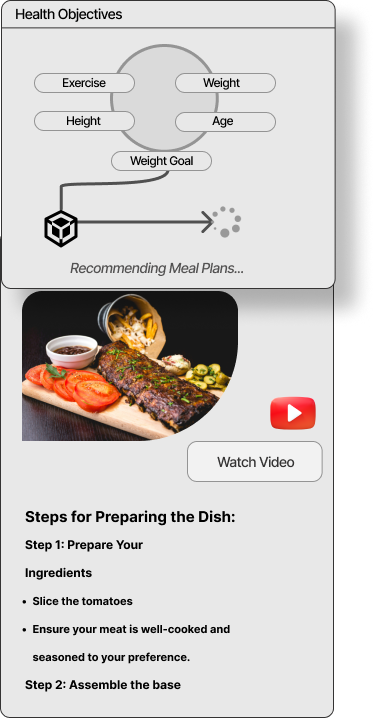 Health Objectives
Exercise
Weight
Height
Age
Weight Goal
Recommending Meal Plans...
Watch Video
Steps for Preparing the Dish:
Step 1: Prepare Your
Ingredients
• Slice the tomatoes
• Ensure your meat is well-cooked and
seasoned to your preference.
Step 2: Assemble the base